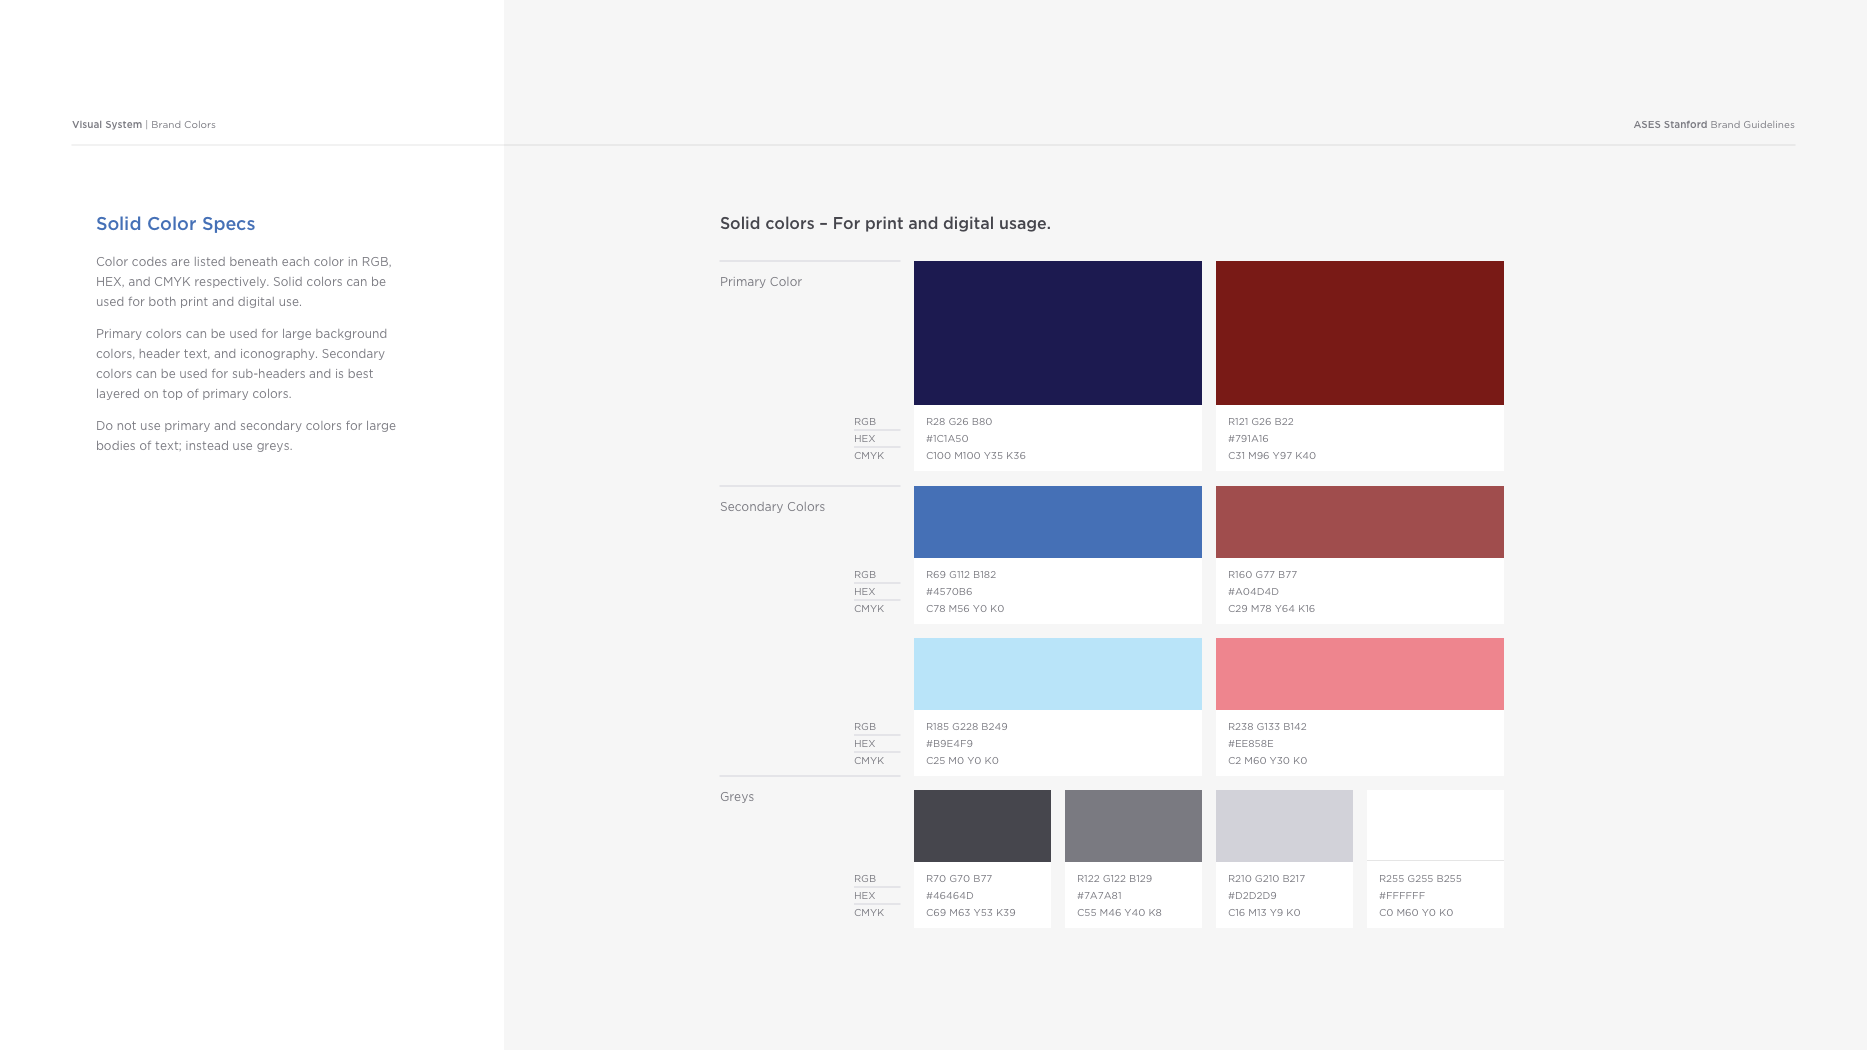 Visual System | Brand Colors
ASES Stanford Brand Guidelines
Solid Color Specs
Color codes are listed beneath each color in RGB,
HEX, and CMYK respectively. Solid colors can be
used for both print and digital use.
Primary colors can be used for large background
colors, header text, and iconography. Secondary
colors can be used for sub-headers and is best
layered on top of primary colors.
Do not use primary and secondary colors for large
bodies of text; instead use greys.
Solid colors – For print and digital usage.
Primary Color
RGB R28 G26 B80 R121 G26 B22
HEX #1C1A50 #791A16
CMYK C100 M100 Y35 K36 C31 M96 Y97 K40
Secondary Colors
RGB R69 G112 B182 R160 G77 B77
HEX #4570B6 #A04D4D
CMYK C78 M56 Y0 K0 C29 M78 Y64 K16
RGB R185 G228 B249 R238 G133 B142
HEX #B9E4F9 #EE858E
CMYK C25 M0 Y0 K0 C2 M60 Y30 K0
Greys
RGB R70 G70 B77 R122 G122 B129 R210 G210 B217 R255 G255 B255
HEX #46464D #7A7A81 #D2D2D9 #FFFFFF
CMYK C69 M63 Y53 K39 C55 M46 Y40 K8 C16 M13 Y9 K0 C0 M60 Y0 K0